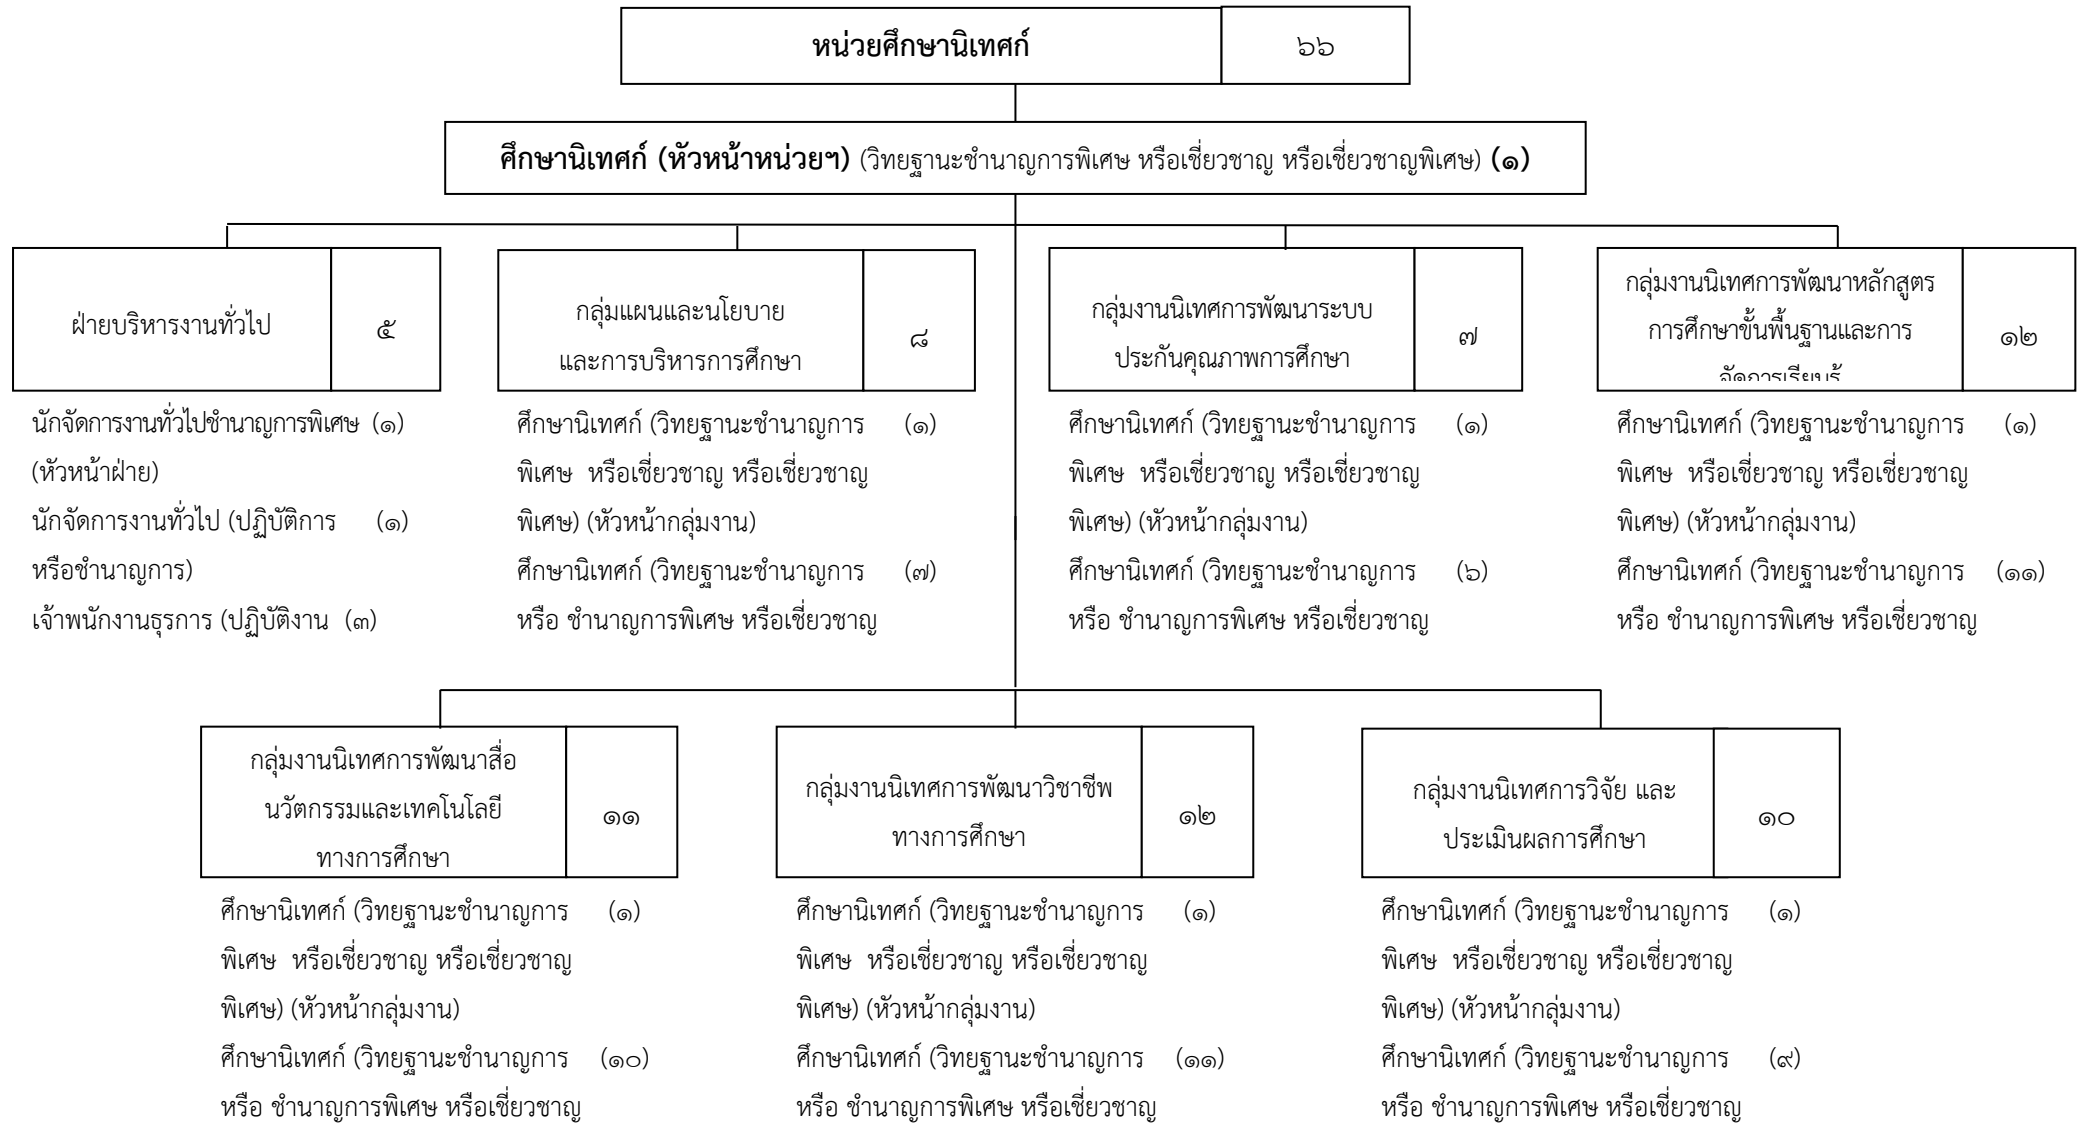 หน่วยศึกษานิเทศก์ ๖๖
ศึกษานิเทศก์ (หัวหน้าหน่วยฯ) (วิทยฐานะชำนาญการพิเศษ หรือเชี่ยวชาญ หรือเชี่ยวชาญพิเศษ) (๑)
ฝ่ายบริหารงานทั่วไป ๕
นักจัดการงานทั่วไปชำนาญการพิเศษ (๑)
(หัวหน้าฝ่าย)
นักจัดการงานทั่วไป (ปฏิบัติการ (๑)
หรือชำนาญการ)
เจ้าพนักงานธุรการ (ปฏิบัติงาน (๓)
กลุ่มแผนและนโยบาย
และการบริหารการศึกษา
๘
ศึกษานิเทศก์ (วิทยฐานะชำนาญการ (๑)
พิเศษ หรือเชี่ยวชาญ หรือเชี่ยวชาญ
พิเศษ) (หัวหน้ากลุ่มงาน)
ศึกษานิเทศก์ (วิทยฐานะชำนาญการ (๗)
หรือ ชำนาญการพิเศษ หรือเชี่ยวชาญ
กลุ่มงานนิเทศการพัฒนาระบบ
ประกันคุณภาพการศึกษา
๗
ศึกษานิเทศก์ (วิทยฐานะชำนาญการ (๑)
พิเศษ หรือเชี่ยวชาญ หรือเชี่ยวชาญ
พิเศษ) (หัวหน้ากลุ่มงาน)
ศึกษานิเทศก์ (วิทยฐานะชำนาญการ (๖)
หรือ ชำนาญการพิเศษ หรือเชี่ยวชาญ
กลุ่มงานนิเทศการพัฒนาหลักสูตร
การศึกษาขั้นพื้นฐานและการ
จัดการเรียนรู้
๑๒
ศึกษานิเทศก์ (วิทยฐานะชำนาญการ (๑)
พิเศษ หรือเชี่ยวชาญ หรือเชี่ยวชาญ
พิเศษ) (หัวหน้ากลุ่มงาน)
ศึกษานิเทศก์ (วิทยฐานะชำนาญการ (๑๑)
หรือ ชำนาญการพิเศษ หรือเชี่ยวชาญ
กลุ่มงานนิเทศการพัฒนาสื่อ
นวัตกรรมและเทคโนโลยี
ทางการศึกษา
๑๑
ศึกษานิเทศก์ (วิทยฐานะชำนาญการ (๑)
พิเศษ หรือเชี่ยวชาญ หรือเชี่ยวชาญ
พิเศษ) (หัวหน้ากลุ่มงาน)
ศึกษานิเทศก์ (วิทยฐานะชำนาญการ (๑๐)
หรือ ชำนาญการพิเศษ หรือเชี่ยวชาญ
กลุ่มงานนิเทศการพัฒนาวิชาชีพ
ทางการศึกษา
๑๒
ศึกษานิเทศก์ (วิทยฐานะชำนาญการ (๑)
พิเศษ หรือเชี่ยวชาญ หรือเชี่ยวชาญ
พิเศษ) (หัวหน้ากลุ่มงาน)
ศึกษานิเทศก์ (วิทยฐานะชำนาญการ (๑๑)
หรือ ชำนาญการพิเศษ หรือเชี่ยวชาญ
กลุ่มงานนิเทศการวิจัย และ
ประเมินผลการศึกษา
๑๐
ศึกษานิเทศก์ (วิทยฐานะชำนาญการ (๑)
พิเศษ หรือเชี่ยวชาญ หรือเชี่ยวชาญ
พิเศษ) (หัวหน้ากลุ่มงาน)
ศึกษานิเทศก์ (วิทยฐานะชำนาญการ (๙)
หรือ ชำนาญการพิเศษ หรือเชี่ยวชาญ